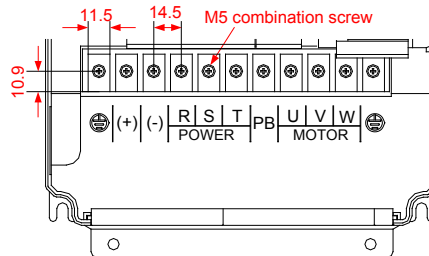 11.5 14.5 M5 combination screw
10.9
(+) (-) R S T PB U V W
POWER MOTOR